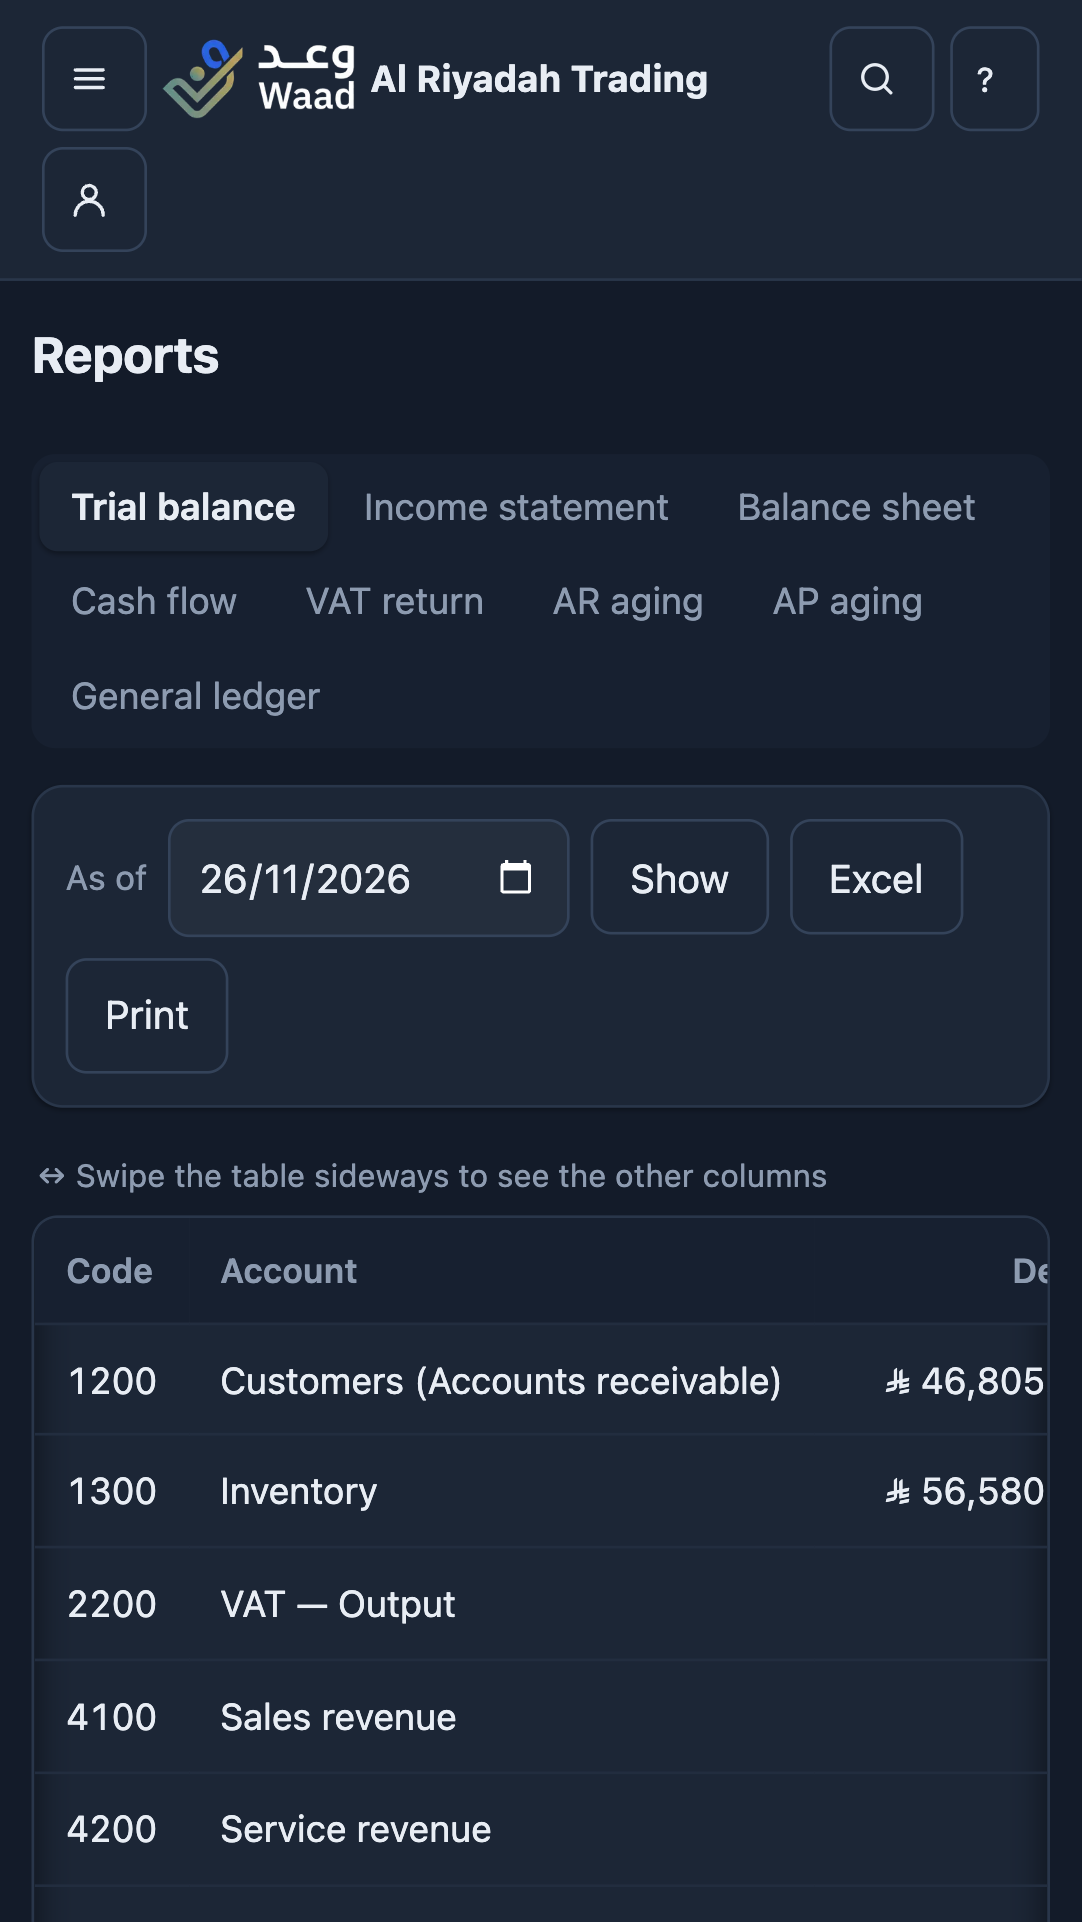 وعد
Waad
Al Riyadah Trading
?
Reports
Trial balance Income statement Balance sheet
Cash flow VAT return AR aging AP aging
General ledger
As of 26/11/2026 Show Excel
Print
↔ Swipe the table sideways to see the other columns
Code Account De
1200 Customers (Accounts receivable) ⃁ 46,805
1300 Inventory ⃁ 56,580
2200 VAT — Output
4100 Sales revenue
4200 Service revenue